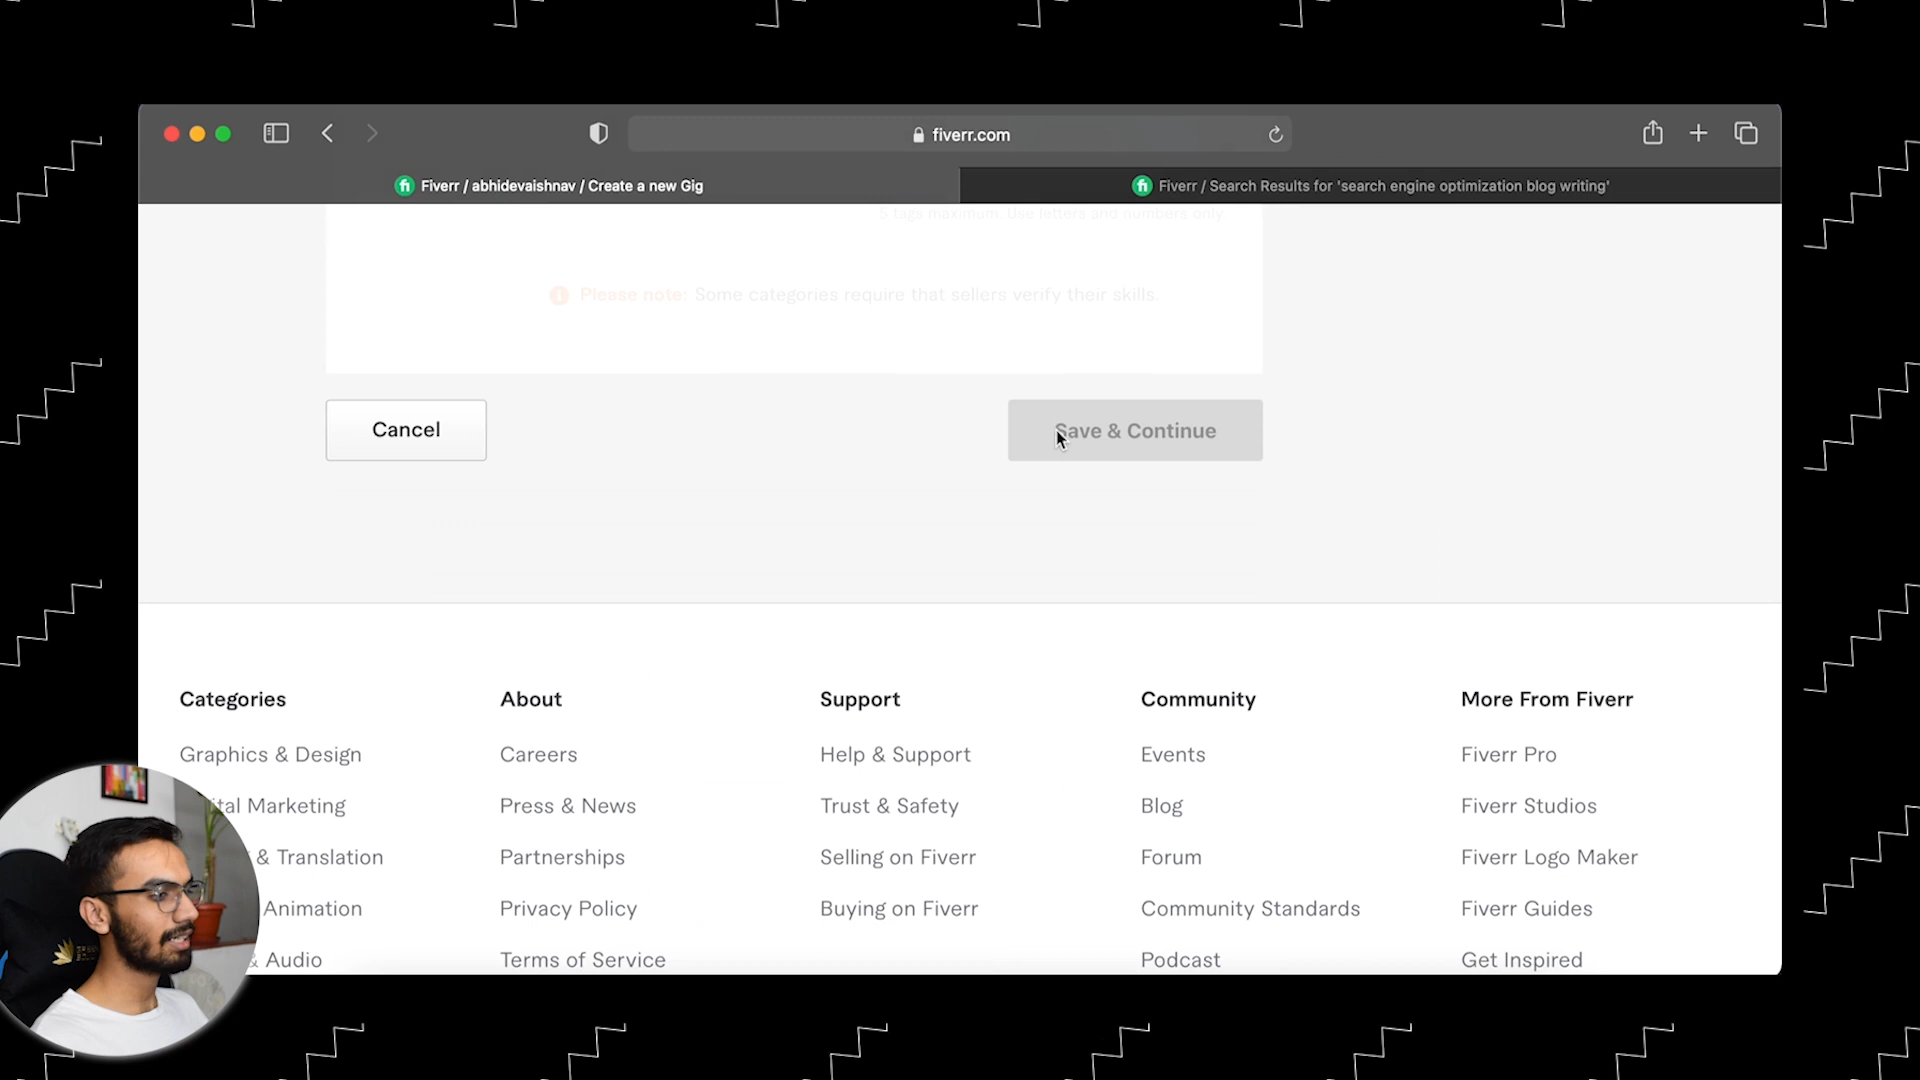 fiverr.com
Fiverr / abhidevaishnav / Create a new Gig
Fiverr / Search Results for 'search engine optimization blog writing'
5 tags maximum. Use letters and numbers only.
Please note: Some categories require that sellers verify their skills.
Cancel
Save & Continue
Categories
About
Support
Community
More From Fiverr
Graphics & Design
Careers
Help & Support
Events
Fiverr Pro
ital Marketing
Press & News
Trust & Safety
Blog
Fiverr Studios
& Translation
Partnerships
Selling on Fiverr
Forum
Fiverr Logo Maker
Animation
Privacy Policy
Buying on Fiverr
Community Standards
Fiverr Guides
& Audio
Terms of Service
Podcast
Get Inspired